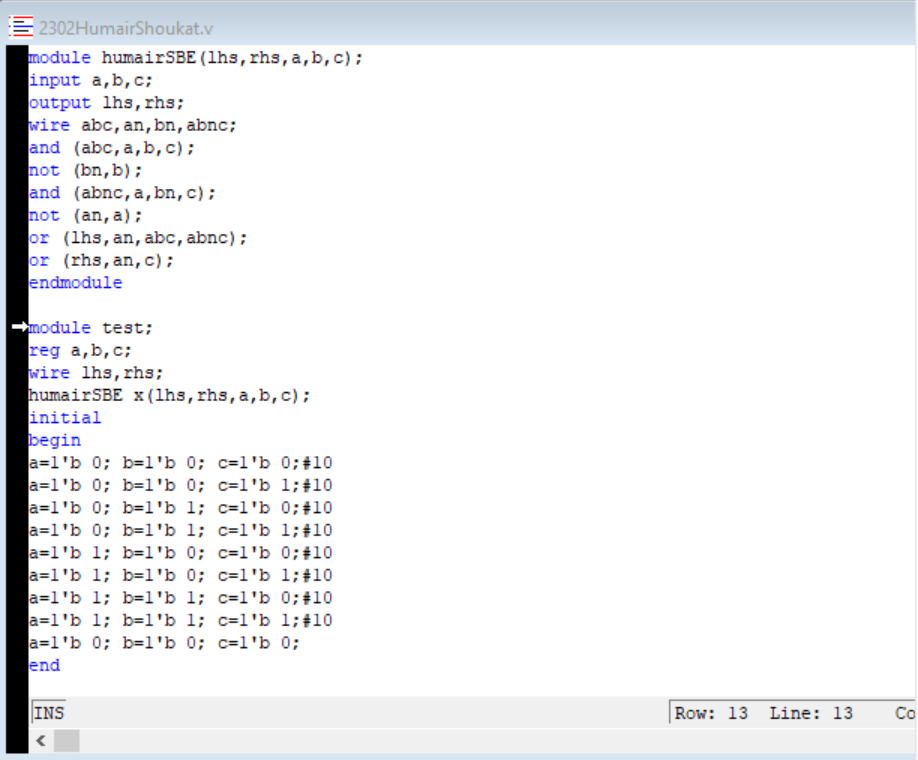 2302HumairShoukat.v
module humairSBE(lhs,rhs,a,b,c);
input a,b,c;
output lhs,rhs;
wire abc,an,bn,abnc;
and (abc,a,b,c);
not (bn,b);
and (abnc,a,bn,c);
not (an,a);
or (lhs,an,abc,abnc);
or (rhs,an,c);
endmodule
module test;
reg a,b,c;
wire lhs,rhs;
humairSBE x(lhs,rhs,a,b,c);
initial
begin
a=1'b 0; b=1'b 0; c=1'b 0;#10
a=1'b 0; b=1'b 0; c=1'b 1;#10
a=1'b 0; b=1'b 1; c=1'b 0;#10
a=1'b 0; b=1'b 1; c=1'b 1;#10
a=1'b 1; b=1'b 0; c=1'b 0;#10
a=1'b 1; b=1'b 0; c=1'b 1;#10
a=1'b 1; b=1'b 1; c=1'b 0;#10
a=1'b 1; b=1'b 1; c=1'b 1;#10
a=1'b 0; b=1'b 0; c=1'b 0;
end
INS Row: 13 Line: 13 Co